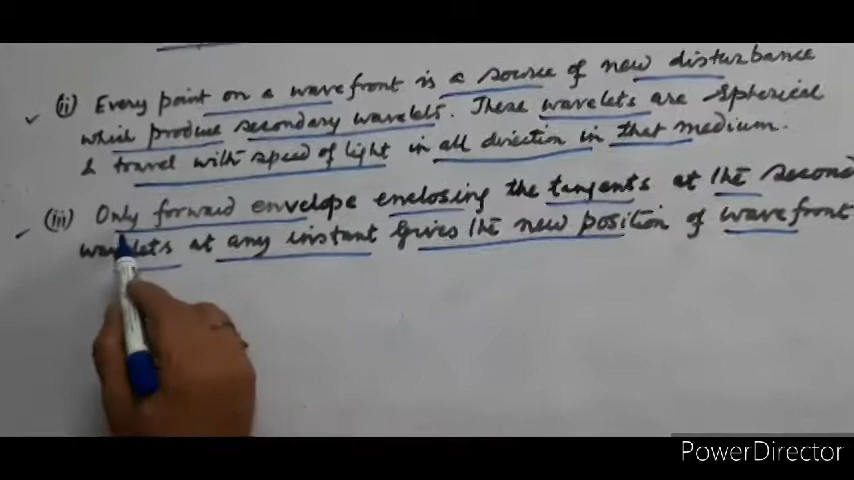 (i) Every point on a wavefront is a source of new disturbance
which produce secondary wavelets. These wavelets are spherical
& travel with speed of light in all direction in that medium.
(ii) Only forward envelope enclosing the tangents at the second
wavelets at any instant gives the new position of wavefront
PowerDirector